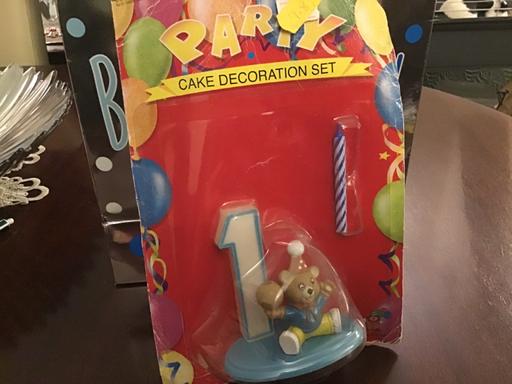 PARTY
CAKE DECORATION SET
B
1